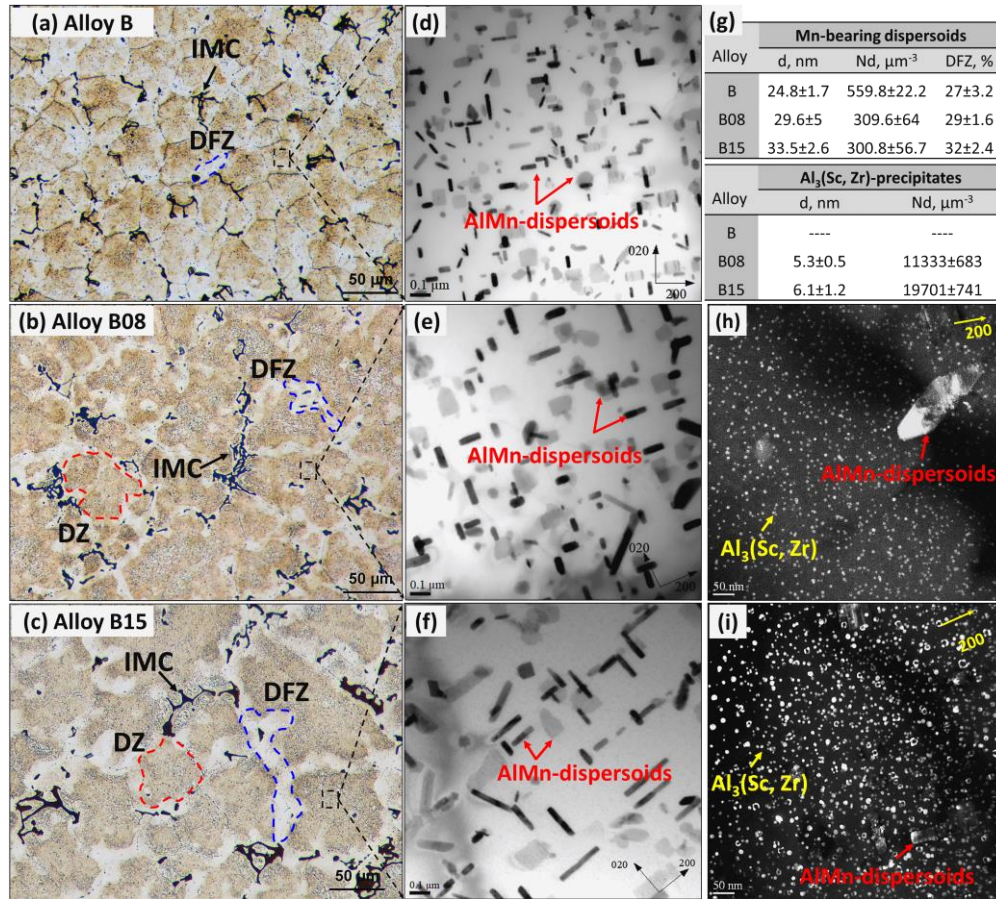 (a) Alloy B
IMC
DFZ
50 µm
(d)
AlMn-dispersoids
020
200
0.1 µm
(g)
Mn-bearing dispersoids
Alloy d, nm Nd, µm⁻³ DFZ, %
B 24.8±1.7 559.8±22.2 27±3.2
B08 29.6±5 309.6±64 29±1.6
B15 33.5±2.6 300.8±56.7 32±2.4
Al₃(Sc, Zr)-precipitates
Alloy d, nm Nd, µm⁻³
B ---- ----
B08 5.3±0.5 11333±683
B15 6.1±1.2 19701±741
(b) Alloy B08
DFZ
IMC
DZ
50 µm
(e)
AlMn-dispersoids
020
200
0.1 µm
(h)
200
AlMn-dispersoids
Al₃(Sc, Zr)
50 nm
(c) Alloy B15
IMC
DFZ
DZ
50 µm
(f)
AlMn-dispersoids
020
200
0.1 µm
(i)
200
Al₃(Sc, Zr)
AlMn-dispersoids
50 nm